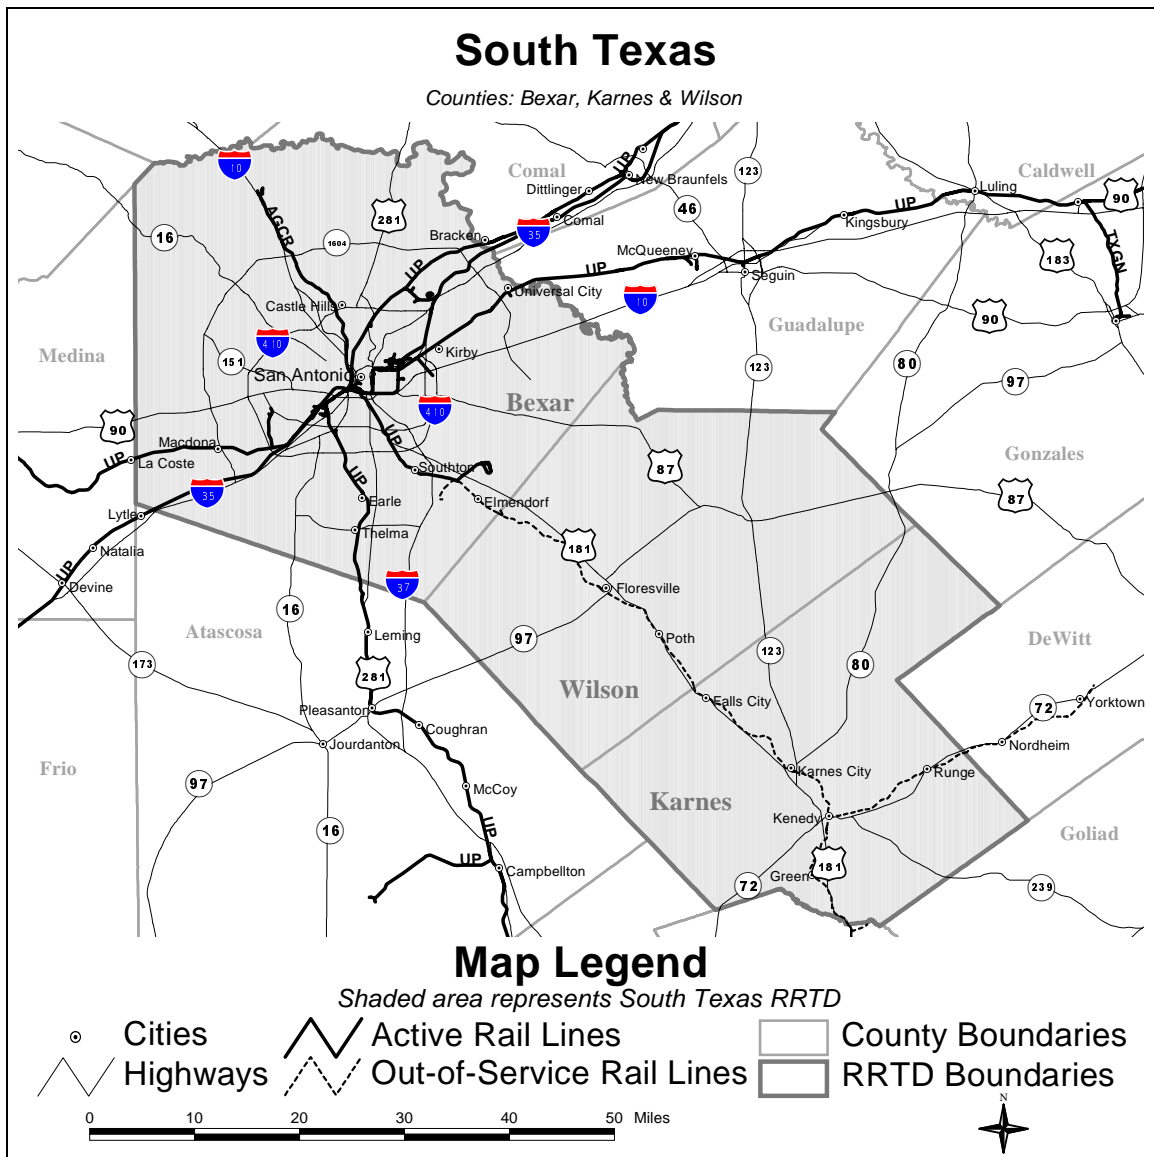 South Texas
Counties: Bexar, Karnes & Wilson
10
Comal
UP
123
Caldwell
Dittlinger
New Braunfels
Luling
AGCR
281
46
UP
90
16
1604
Bracken
35
Comal
Kingsbury
TYGN
UP
McQueeney
183
UP
Seguin
Universal City
10
Castle Hills
Guadalupe
90
Medina
410
151
Kirby
80
San Antonio
123
97
410
Bexar
90
UP
Macdona
UP
La Coste
Southton
87
Gonzales
UP
35
Earle
Elmendorf
87
Lytle
Thelma
181
Natalia
UP
Devine
37
Floresville
16
Atascosa
Leming
97
Poth
DeWitt
173
123
80
281
Wilson
Falls City
72
Yorktown
Pleasanton
Coughran
Jourdanton
Nordheim
Frio
97
McCoy
Karnes City
Runge
Karnes
16
UP
Kenedy
Goliad
UP
Campbellton
181
Green
72
239
Map Legend
Shaded area represents South Texas RRTD
Cities
Active Rail Lines
County Boundaries
Highways
Out-of-Service Rail Lines
RRTD Boundaries
0 10 20 30 40 50 Miles
N